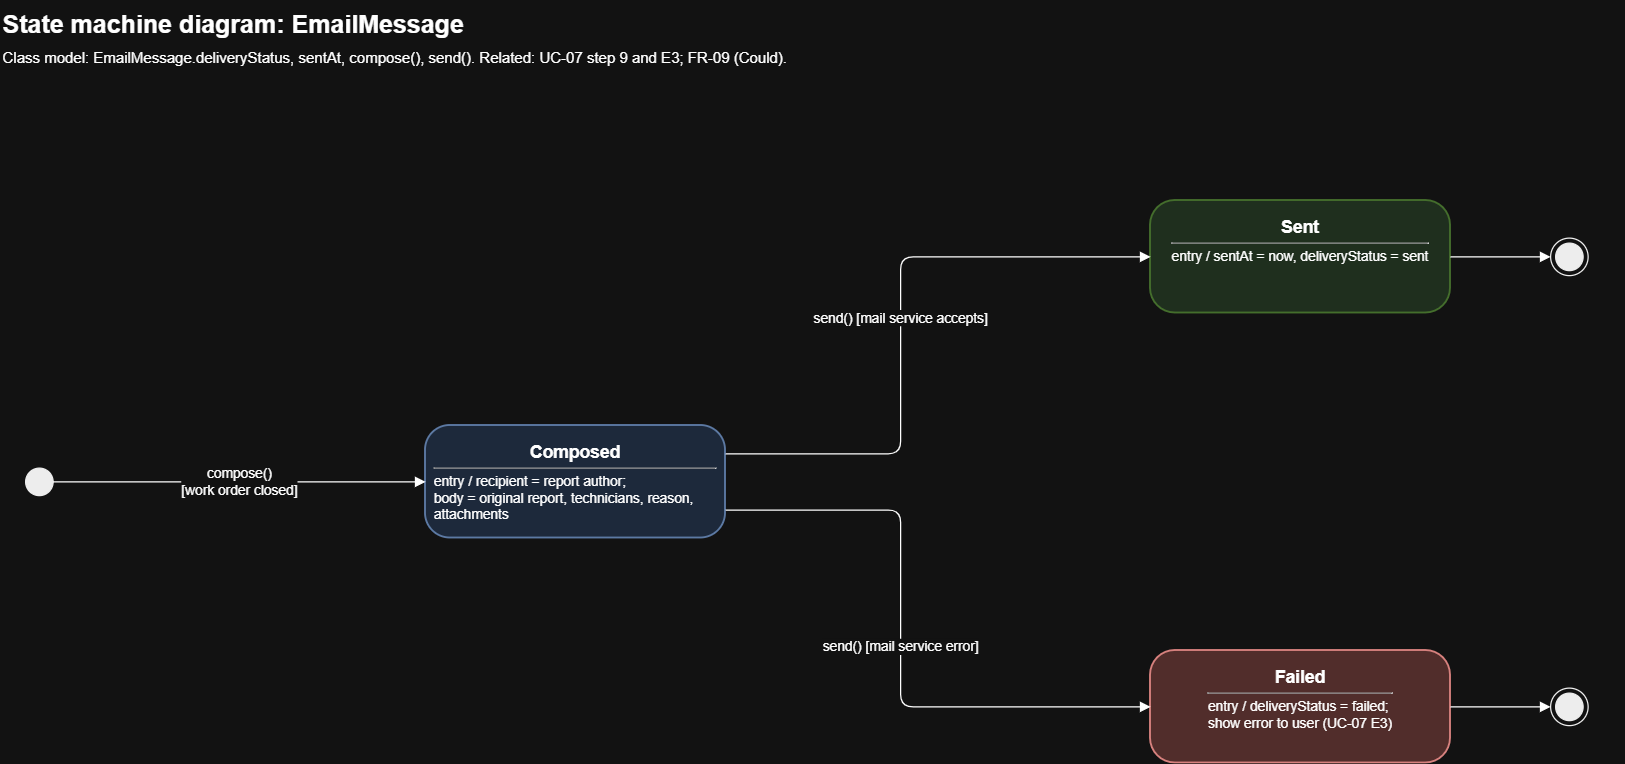 State machine diagram: EmailMessage
Class model: EmailMessage.deliveryStatus, sentAt, compose(), send(). Related: UC-07 step 9 and E3; FR-09 (Could).
Sent
entry / sentAt = now, deliveryStatus = sent
send() [mail service accepts]
compose()
[work order closed]
Composed
entry / recipient = report author;
body = original report, technicians, reason,
attachments
send() [mail service error]
Failed
entry / deliveryStatus = failed;
show error to user (UC-07 E3)